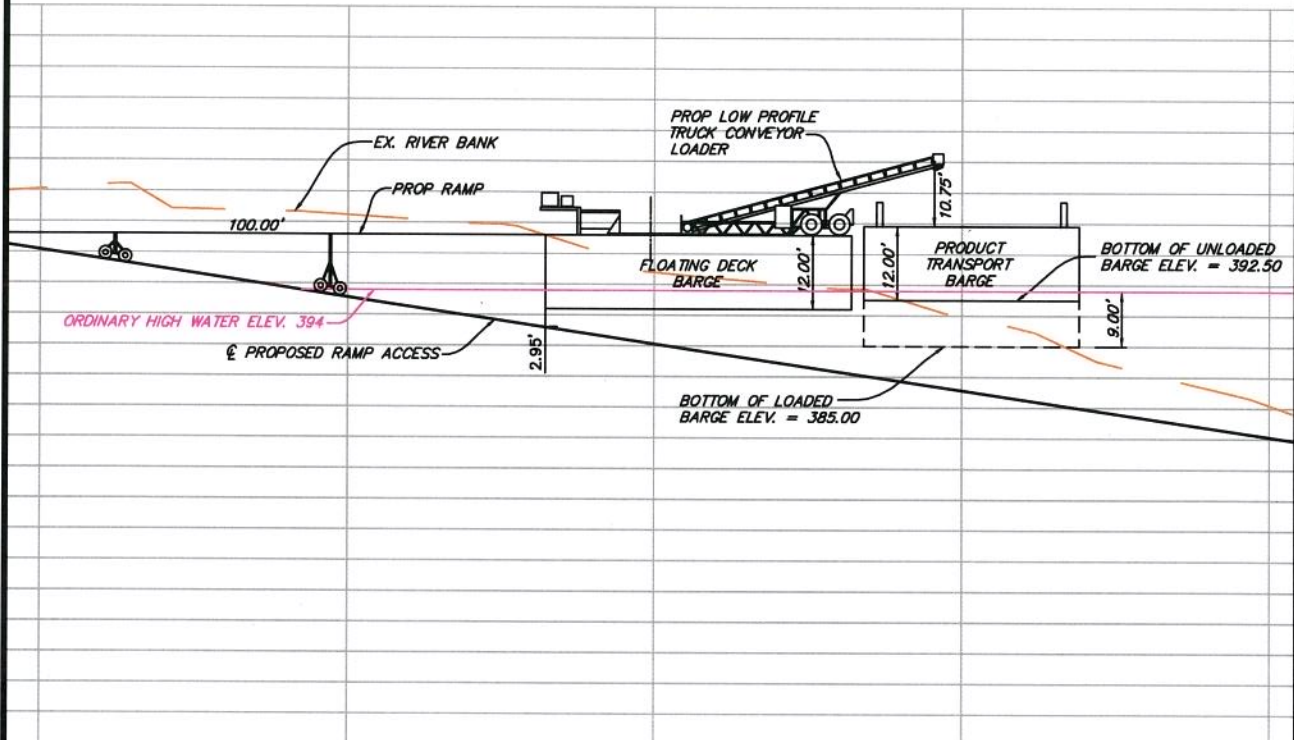 PROP LOW PROFILE
TRUCK CONVEYOR
LOADER
EX. RIVER BANK
PROP RAMP
100.00'
10.75'
FLOATING DECK
BARGE
12.00'
12.00'
PRODUCT
TRANSPORT
BARGE
BOTTOM OF UNLOADED
BARGE ELEV. = 392.50
9.00'
ORDINARY HIGH WATER ELEV. 394
℄ PROPOSED RAMP ACCESS
2.95'
BOTTOM OF LOADED
BARGE ELEV. = 385.00